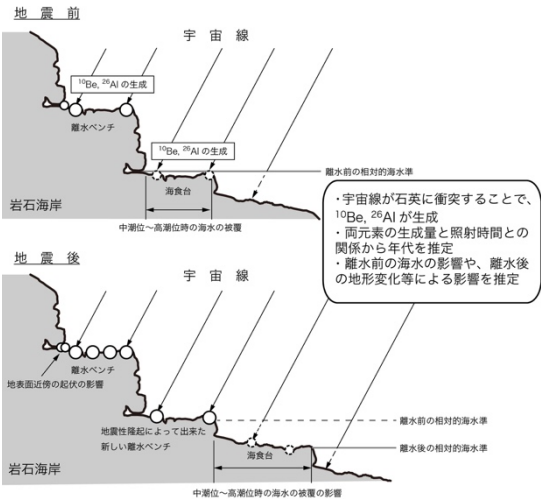 地 震 前
宇 宙 線
10Be, 26Al の生成
離水ベンチ
10Be, 26Al の生成
離水前の相対的海水準
海食台
岩石海岸
中潮位〜高潮位時の海水の被覆
・宇宙線が石英に衝突することで、
10Be, 26Al が生成
・両元素の生成量と照射時間との
関係から年代を推定
・離水前の海水の影響や、離水後
の地形変化等による影響を推定
地 震 後
宇 宙 線
離水ベンチ
地表面近傍の起伏の影響
離水前の相対的海水準
地震性隆起によって出来た
新しい離水ベンチ
海食台
離水後の相対的海水準
岩石海岸
中潮位〜高潮位時の海水の被覆の影響